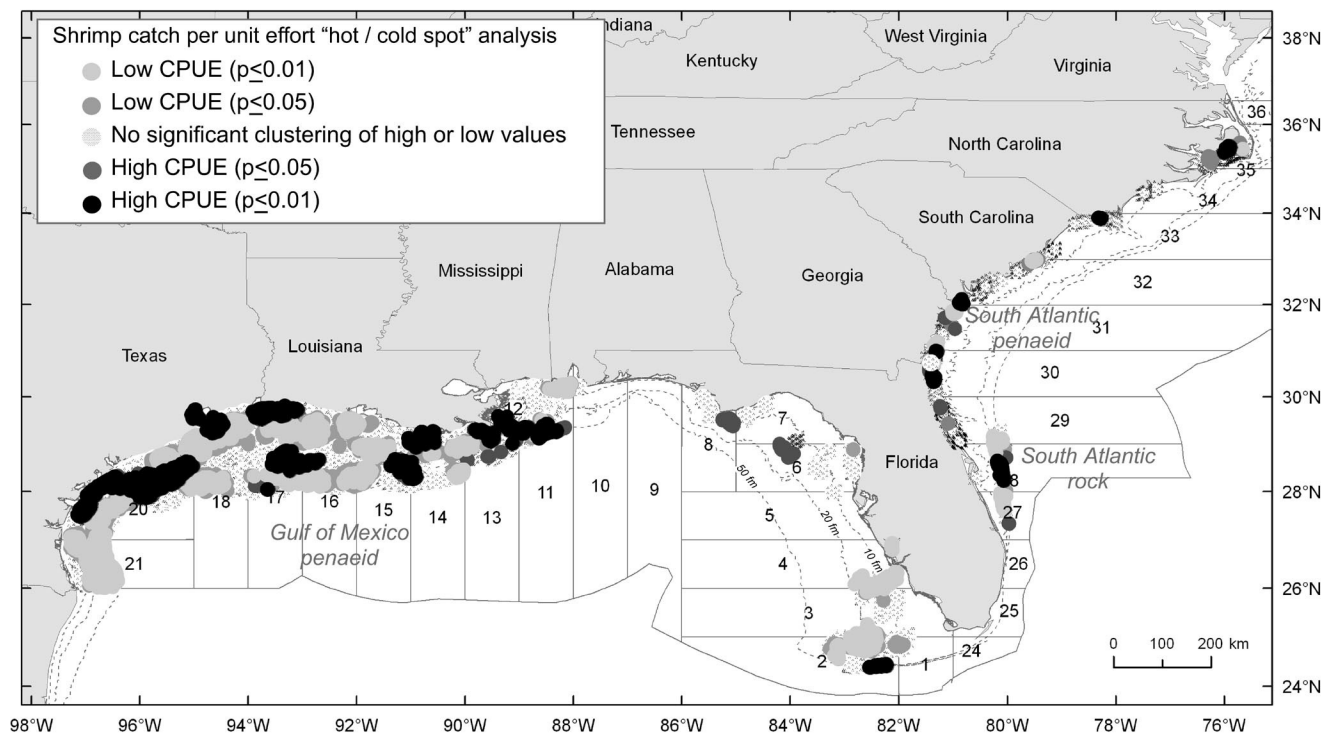 Shrimp catch per unit effort “hot / cold spot” analysis
Low CPUE (p≤0.01)
Low CPUE (p≤0.05)
No significant clustering of high or low values
High CPUE (p≤0.05)
High CPUE (p≤0.01)
ndiana
West Virginia
Kentucky
Virginia
Tennessee
North Carolina
South Carolina
Mississippi
Alabama
Georgia
Texas
Louisiana
Florida
South Atlantic
penaeid
South Atlantic
rock
Gulf of Mexico
penaeid
36
35
34
33
32
31
30
29
8
27
26
25
24
1
2
3
4
5
6
7
8
9
10
11
12
13
14
15
16
17
18
20
21
50 fm
20 fm
10 fm
0 100 200 km
38°N
36°N
34°N
32°N
30°N
28°N
26°N
24°N
98°W 96°W 94°W 92°W 90°W 88°W 86°W 84°W 82°W 80°W 78°W 76°W